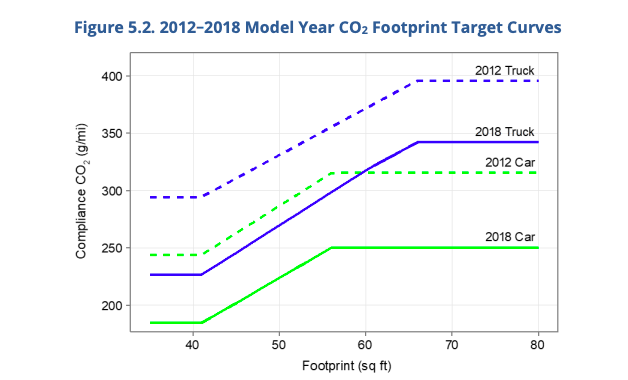 Figure 5.2. 2012–2018 Model Year CO₂ Footprint Target Curves
400
350
300
250
200
Compliance CO₂ (g/mi)
2012 Truck
2018 Truck
2012 Car
2018 Car
40
50
60
70
80
Footprint (sq ft)